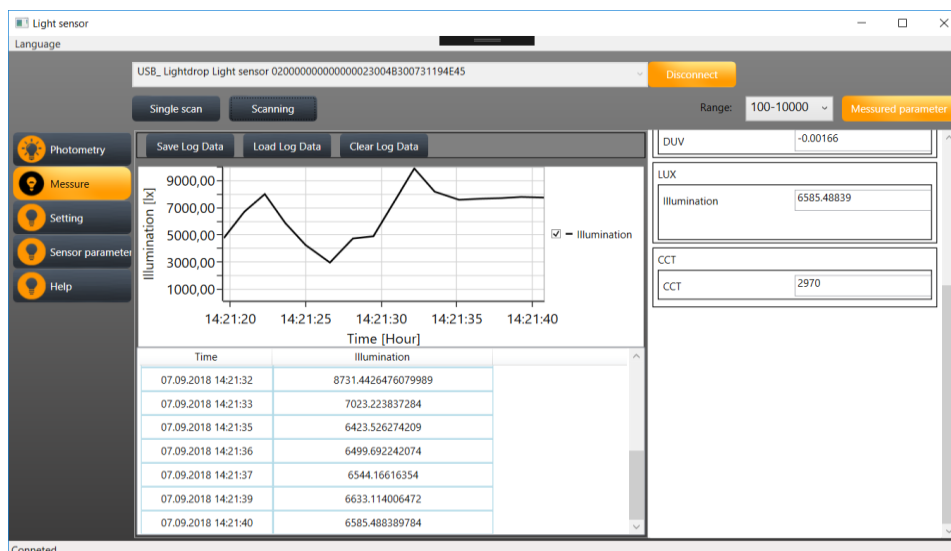 Light sensor
Language
USB_ Lightdrop Light sensor 02000000000000023004B300731194E45
Disconnect
Single scan
Scanning
Range:
100-10000
Messured parameter
Photometry
Messure
Setting
Sensor parameter
Help
Save Log Data
Load Log Data
Clear Log Data
Illumination [lx]
9000,00
7000,00
5000,00
3000,00
1000,00
14:21:20 14:21:25 14:21:30 14:21:35 14:21:40
Time [Hour]
Illumination
Time Illumination
07.09.2018 14:21:32 8731.4426476079989
07.09.2018 14:21:33 7023.223837284
07.09.2018 14:21:35 6423.526274209
07.09.2018 14:21:36 6499.692242074
07.09.2018 14:21:37 6544.16616354
07.09.2018 14:21:39 6633.114006472
07.09.2018 14:21:40 6585.488389784
DUV -0.00166
LUX
Illumination 6585.48839
CCT
CCT 2970
Conneted